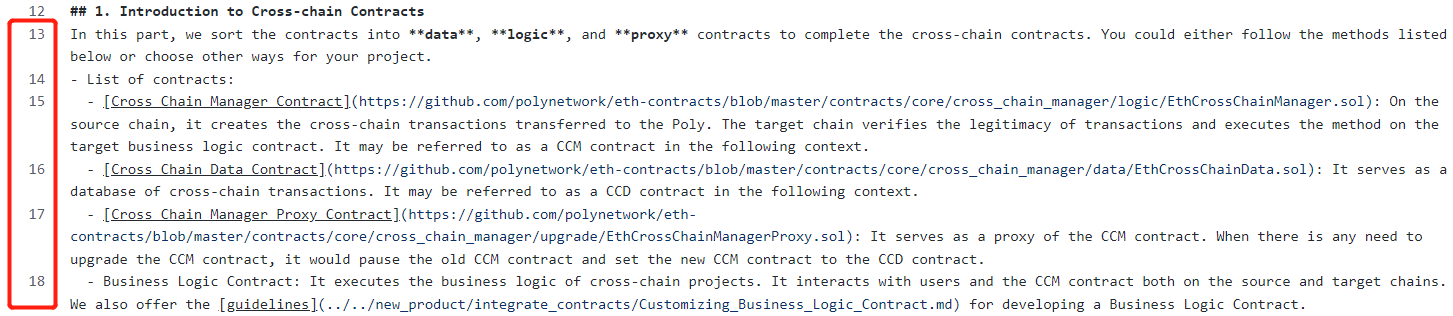 12 ## 1. Introduction to Cross-chain Contracts
13 In this part, we sort the contracts into **data**, **logic**, and **proxy** contracts to complete the cross-chain contracts. You could either follow the methods listed
below or choose other ways for your project.
14 - List of contracts:
15   - [Cross Chain Manager Contract](https://github.com/polynetwork/eth-contracts/blob/master/contracts/core/cross_chain_manager/logic/EthCrossChainManager.sol): On the
source chain, it creates the cross-chain transactions transferred to the Poly. The target chain verifies the legitimacy of transactions and executes the method on the
target business logic contract. It may be referred to as a CCM contract in the following context.
16   - [Cross Chain Data Contract](https://github.com/polynetwork/eth-contracts/blob/master/contracts/core/cross_chain_manager/data/EthCrossChainData.sol): It serves as a
database of cross-chain transactions. It may be referred to as a CCD contract in the following context.
17   - [Cross Chain Manager Proxy Contract](https://github.com/polynetwork/eth-
contracts/blob/master/contracts/core/cross_chain_manager/upgrade/EthCrossChainManagerProxy.sol): It serves as a proxy of the CCM contract. When there is any need to
upgrade the CCM contract, it would pause the old CCM contract and set the new CCM contract to the CCD contract.
18   - Business Logic Contract: It executes the business logic of cross-chain projects. It interacts with users and the CCM contract both on the source and target chains.
We also offer the [guidelines](../../new_product/integrate_contracts/Customizing_Business_Logic_Contract.md) for developing a Business Logic Contract.